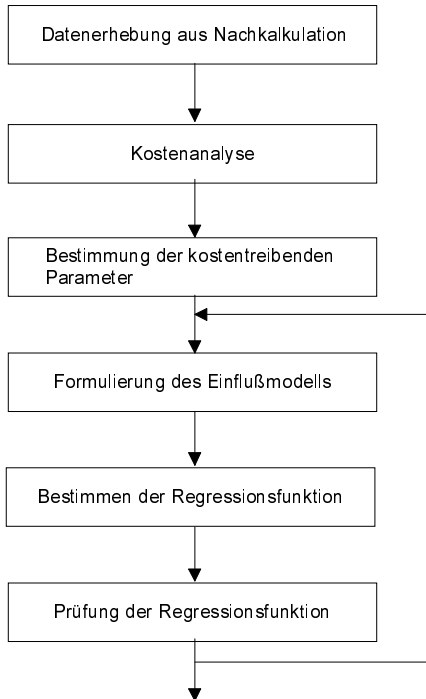 Datenerhebung aus Nachkalkulation
Kostenanalyse
Bestimmung der kostentreibenden
Parameter
Formulierung des Einflußmodells
Bestimmen der Regressionsfunktion
Prüfung der Regressionsfunktion